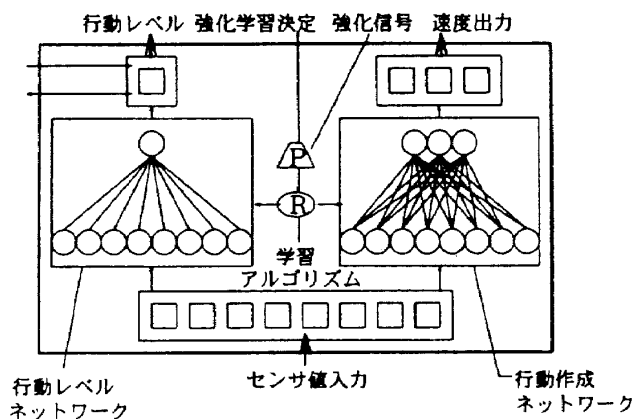 行動レベル 強化学習決定 強化信号 速度出力
P
R
学習
アルゴリズム
センサ値入力
行動レベル
ネットワーク
行動作成
ネットワーク